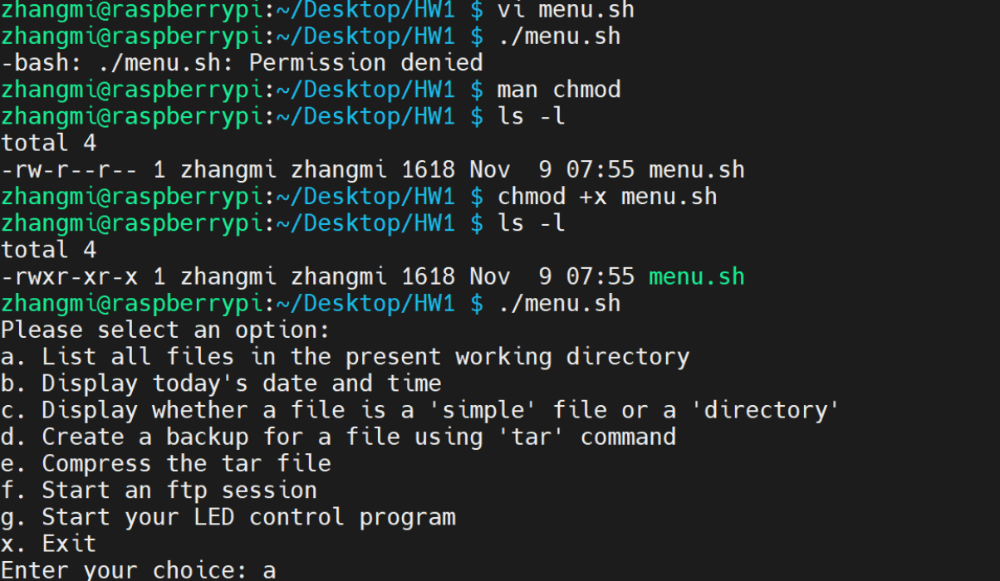 zhangmi@raspberrypi:~/Desktop/HW1 $ vi menu.sh
zhangmi@raspberrypi:~/Desktop/HW1 $ ./menu.sh
-bash: ./menu.sh: Permission denied
zhangmi@raspberrypi:~/Desktop/HW1 $ man chmod
zhangmi@raspberrypi:~/Desktop/HW1 $ ls -l
total 4
-rw-r--r-- 1 zhangmi zhangmi 1618 Nov  9 07:55 menu.sh
zhangmi@raspberrypi:~/Desktop/HW1 $ chmod +x menu.sh
zhangmi@raspberrypi:~/Desktop/HW1 $ ls -l
total 4
-rwxr-xr-x 1 zhangmi zhangmi 1618 Nov  9 07:55 menu.sh
zhangmi@raspberrypi:~/Desktop/HW1 $ ./menu.sh
Please select an option:
a. List all files in the present working directory
b. Display today's date and time
c. Display whether a file is a 'simple' file or a 'directory'
d. Create a backup for a file using 'tar' command
e. Compress the tar file
f. Start an ftp session
g. Start your LED control program
x. Exit
Enter your choice: a